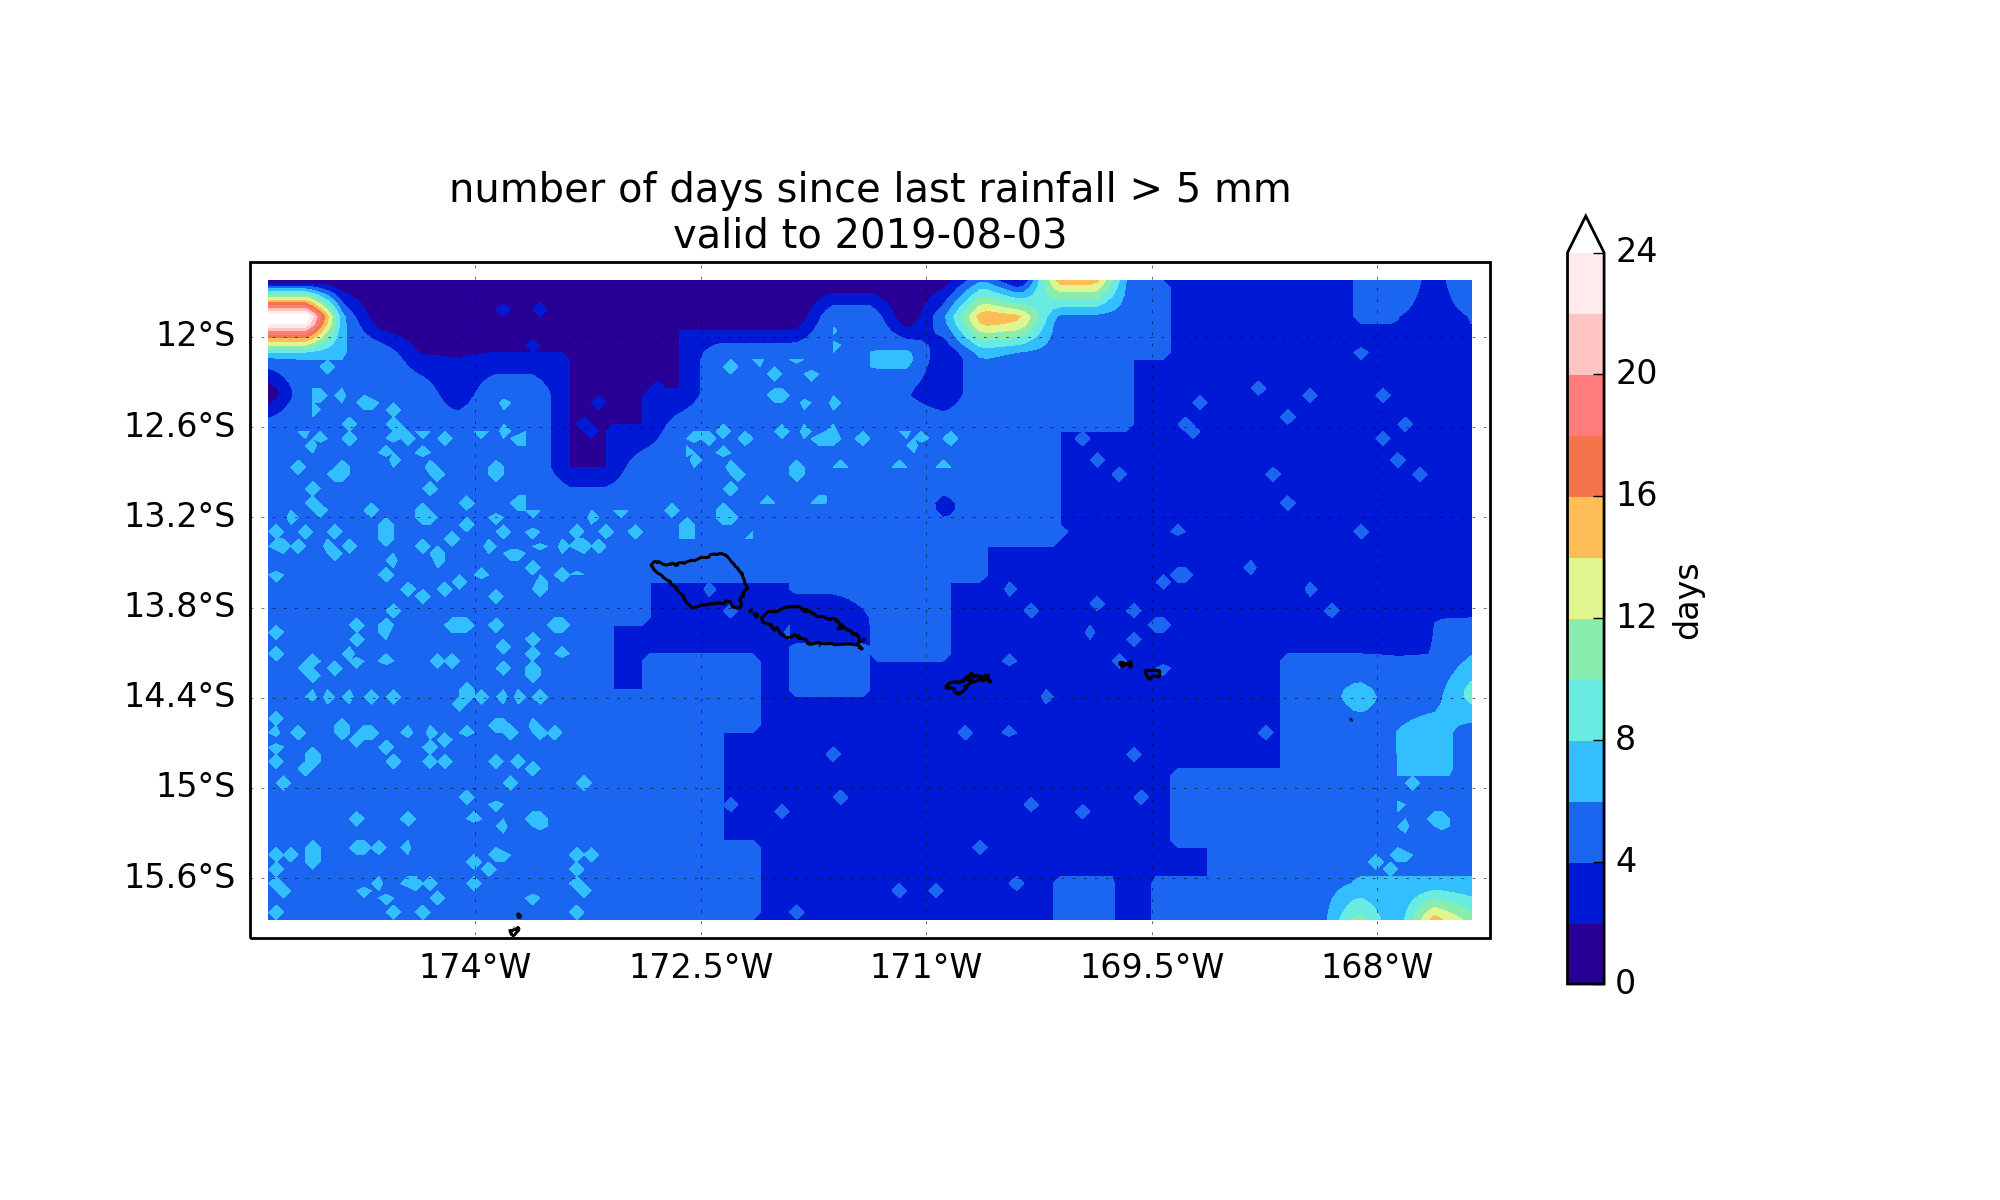 number of days since last rainfall > 5 mm
valid to 2019-08-03
12°S
12.6°S
13.2°S
13.8°S
14.4°S
15°S
15.6°S
174°W
172.5°W
171°W
169.5°W
168°W
24
20
16
12
8
4
0
days